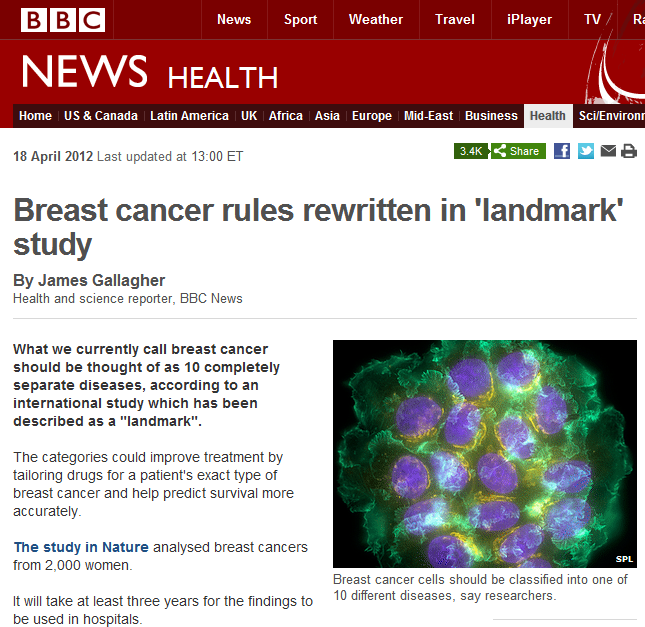 BBC
News Sport Weather Travel iPlayer TV
NEWS HEALTH
Home US & Canada Latin America UK Africa Asia Europe Mid-East Business Health
18 April 2012 Last updated at 13:00 ET
3.4K Share f
Breast cancer rules rewritten in 'landmark'
study
By James Gallagher
Health and science reporter, BBC News
What we currently call breast cancer
should be thought of as 10 completely
separate diseases, according to an
international study which has been
described as a "landmark".
The categories could improve treatment by
tailoring drugs for a patient's exact type of
breast cancer and help predict survival more
accurately.
The study in Nature analysed breast cancers
from 2,000 women.
It will take at least three years for the findings to
be used in hospitals.
SPL
Breast cancer cells should be classified into one of
10 different diseases, say researchers.